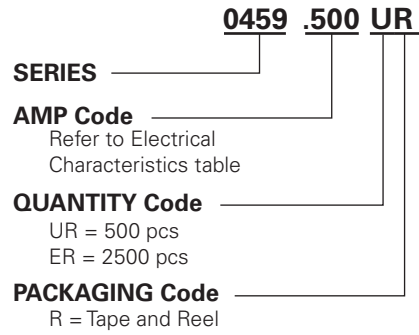 0459 .500 UR
SERIES
AMP Code
Refer to Electrical
Characteristics table
QUANTITY Code
UR = 500 pcs
ER = 2500 pcs
PACKAGING Code
R = Tape and Reel